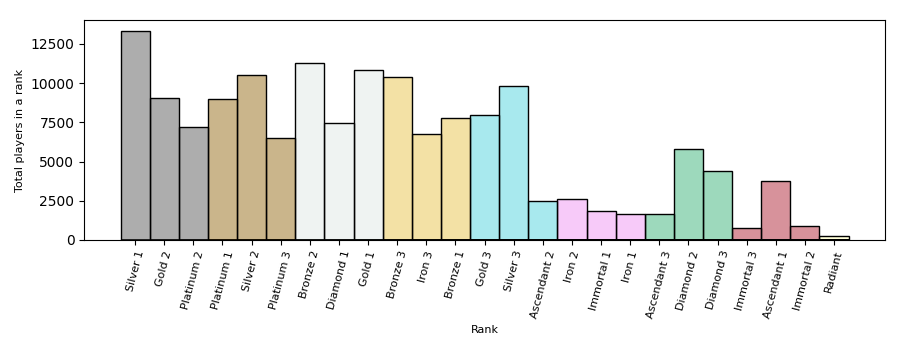 Total players in a rank
12500
10000
7500
5000
2500
0
Silver 1
Gold 2
Platinum 2
Platinum 1
Silver 2
Platinum 3
Bronze 2
Diamond 1
Gold 1
Bronze 3
Iron 3
Bronze 1
Gold 3
Silver 3
Ascendant 2
Iron 2
Immortal 1
Iron 1
Ascendant 3
Diamond 2
Diamond 3
Immortal 3
Ascendant 1
Immortal 2
Radiant
Rank